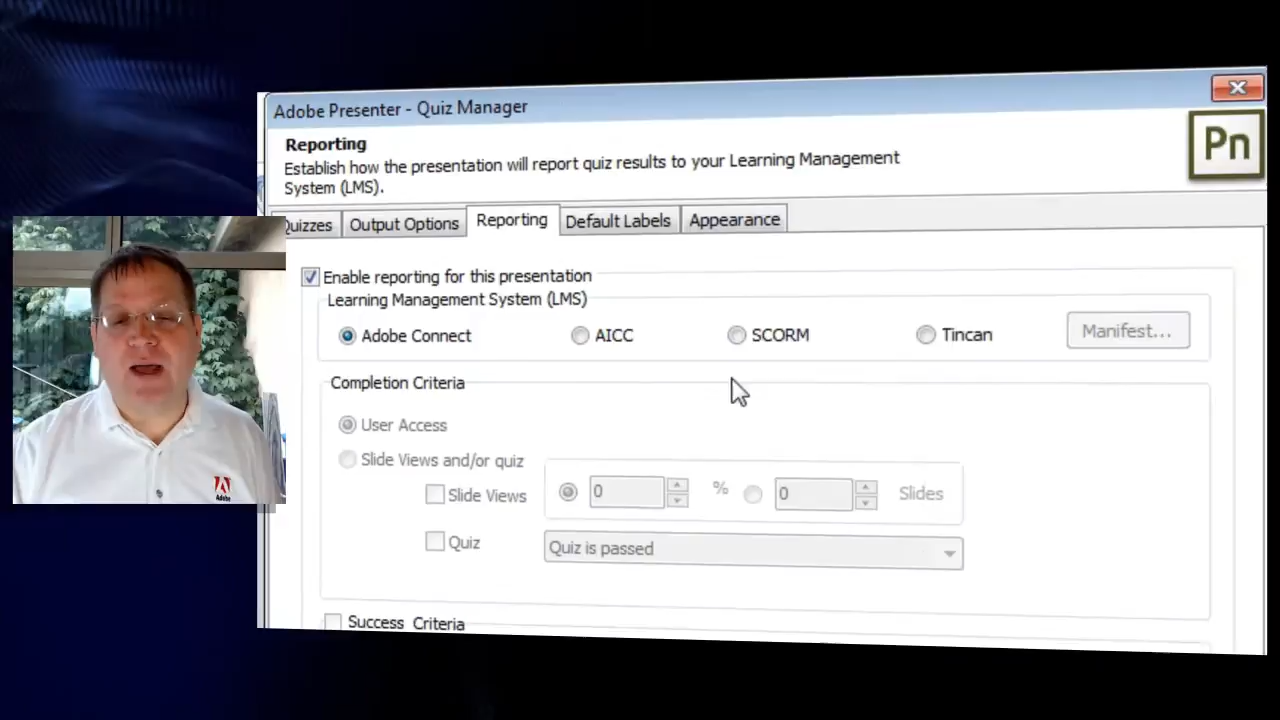 Adobe Presenter - Quiz Manager
Reporting
Establish how the presentation will report quiz results to your Learning Management
System (LMS).
Pn
Quizzes Output Options Reporting Default Labels Appearance
Enable reporting for this presentation
Learning Management System (LMS)
Adobe Connect AICC SCORM Tincan Manifest...
Completion Criteria
User Access
Slide Views and/or quiz
Slide Views 0 % 0 Slides
Quiz Quiz is passed
Adobe
Success Criteria